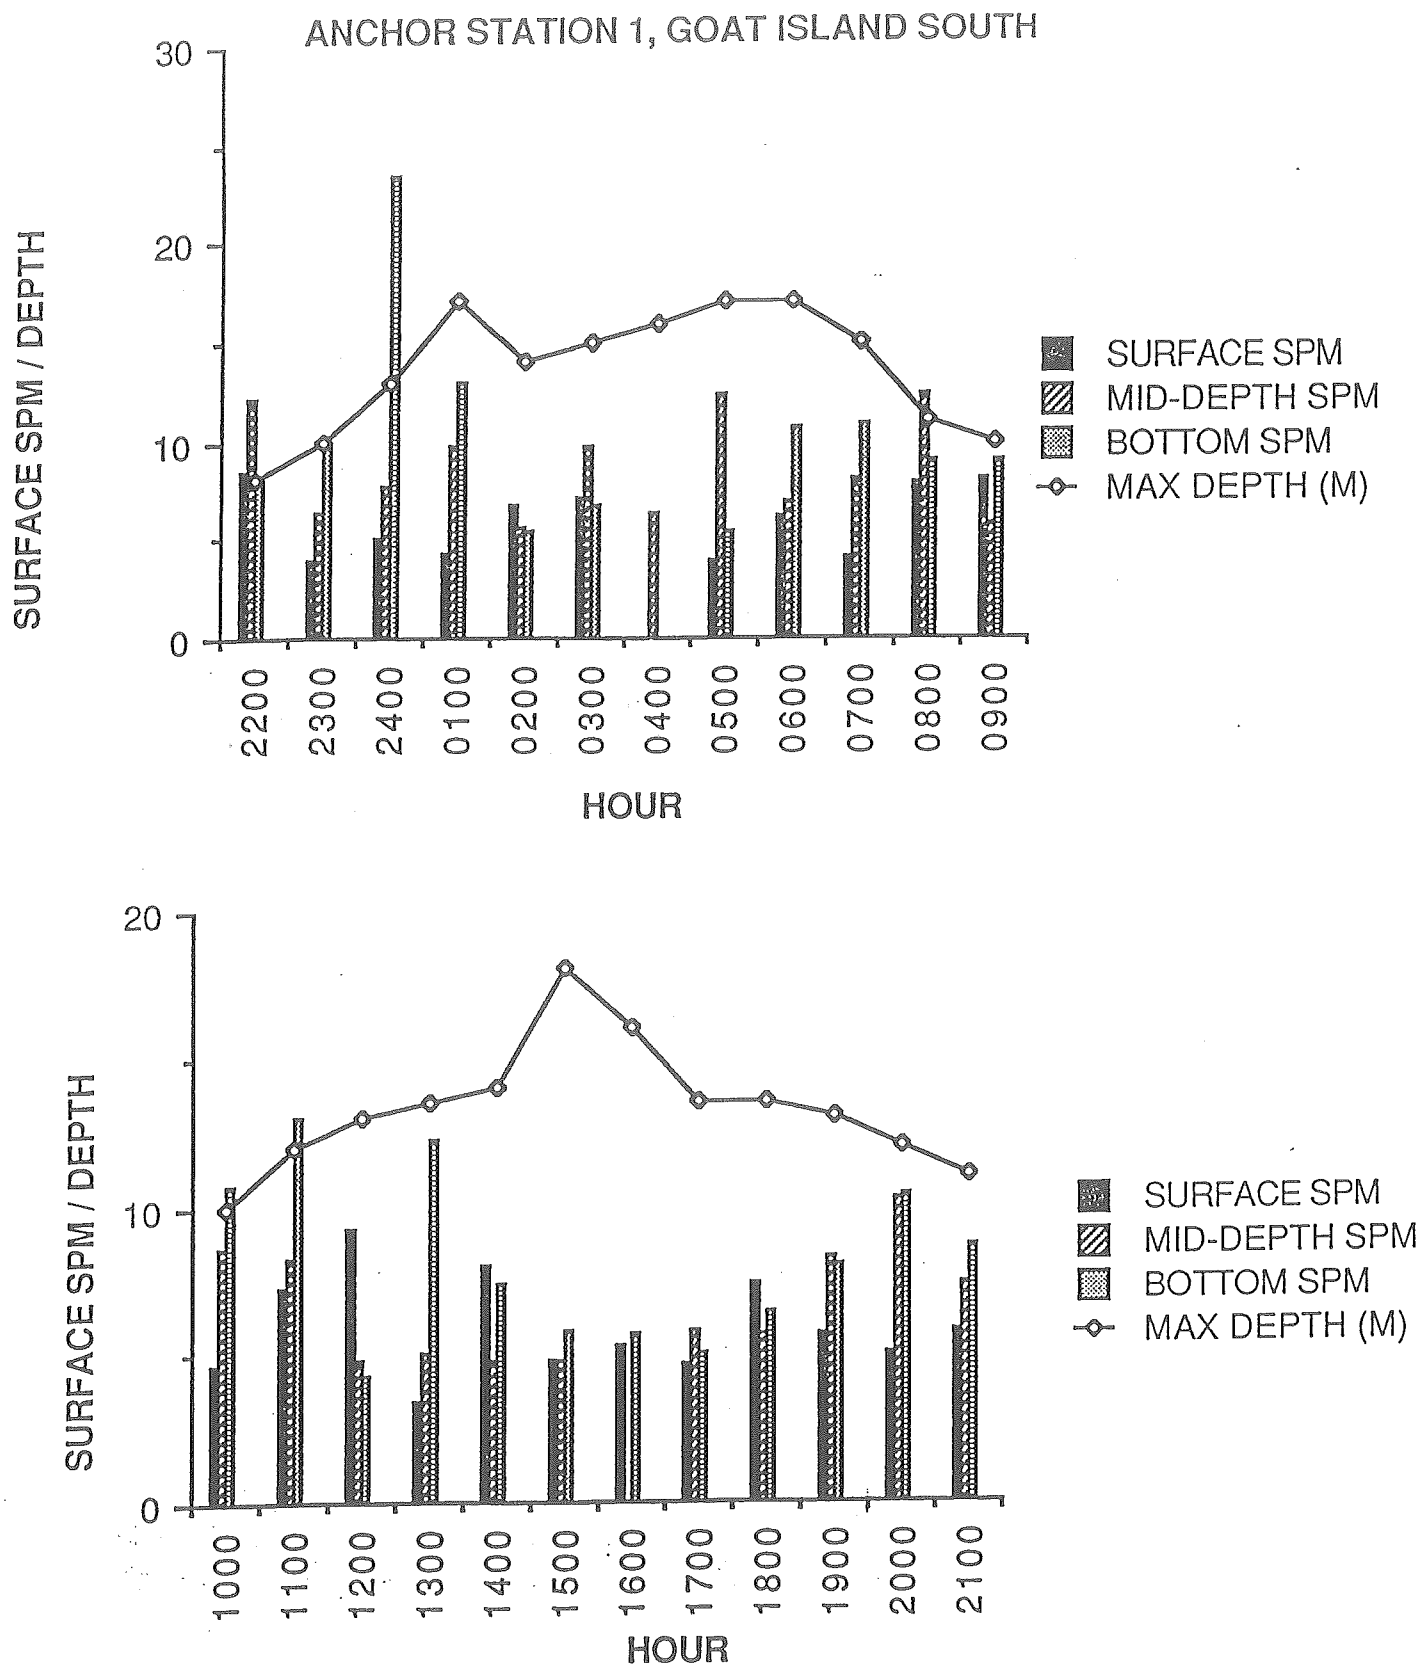 ANCHOR STATION 1, GOAT ISLAND SOUTH
30
20
10
0
SURFACE SPM / DEPTH
2200 2300 2400 0100 0200 0300 0400 0500 0600 0700 0800 0900
HOUR
SURFACE SPM
MID-DEPTH SPM
BOTTOM SPM
MAX DEPTH (M)
20
10
0
SURFACE SPM / DEPTH
1000 1100 1200 1300 1400 1500 1600 1700 1800 1900 2000 2100
HOUR
SURFACE SPM
MID-DEPTH SPM
BOTTOM SPM
MAX DEPTH (M)